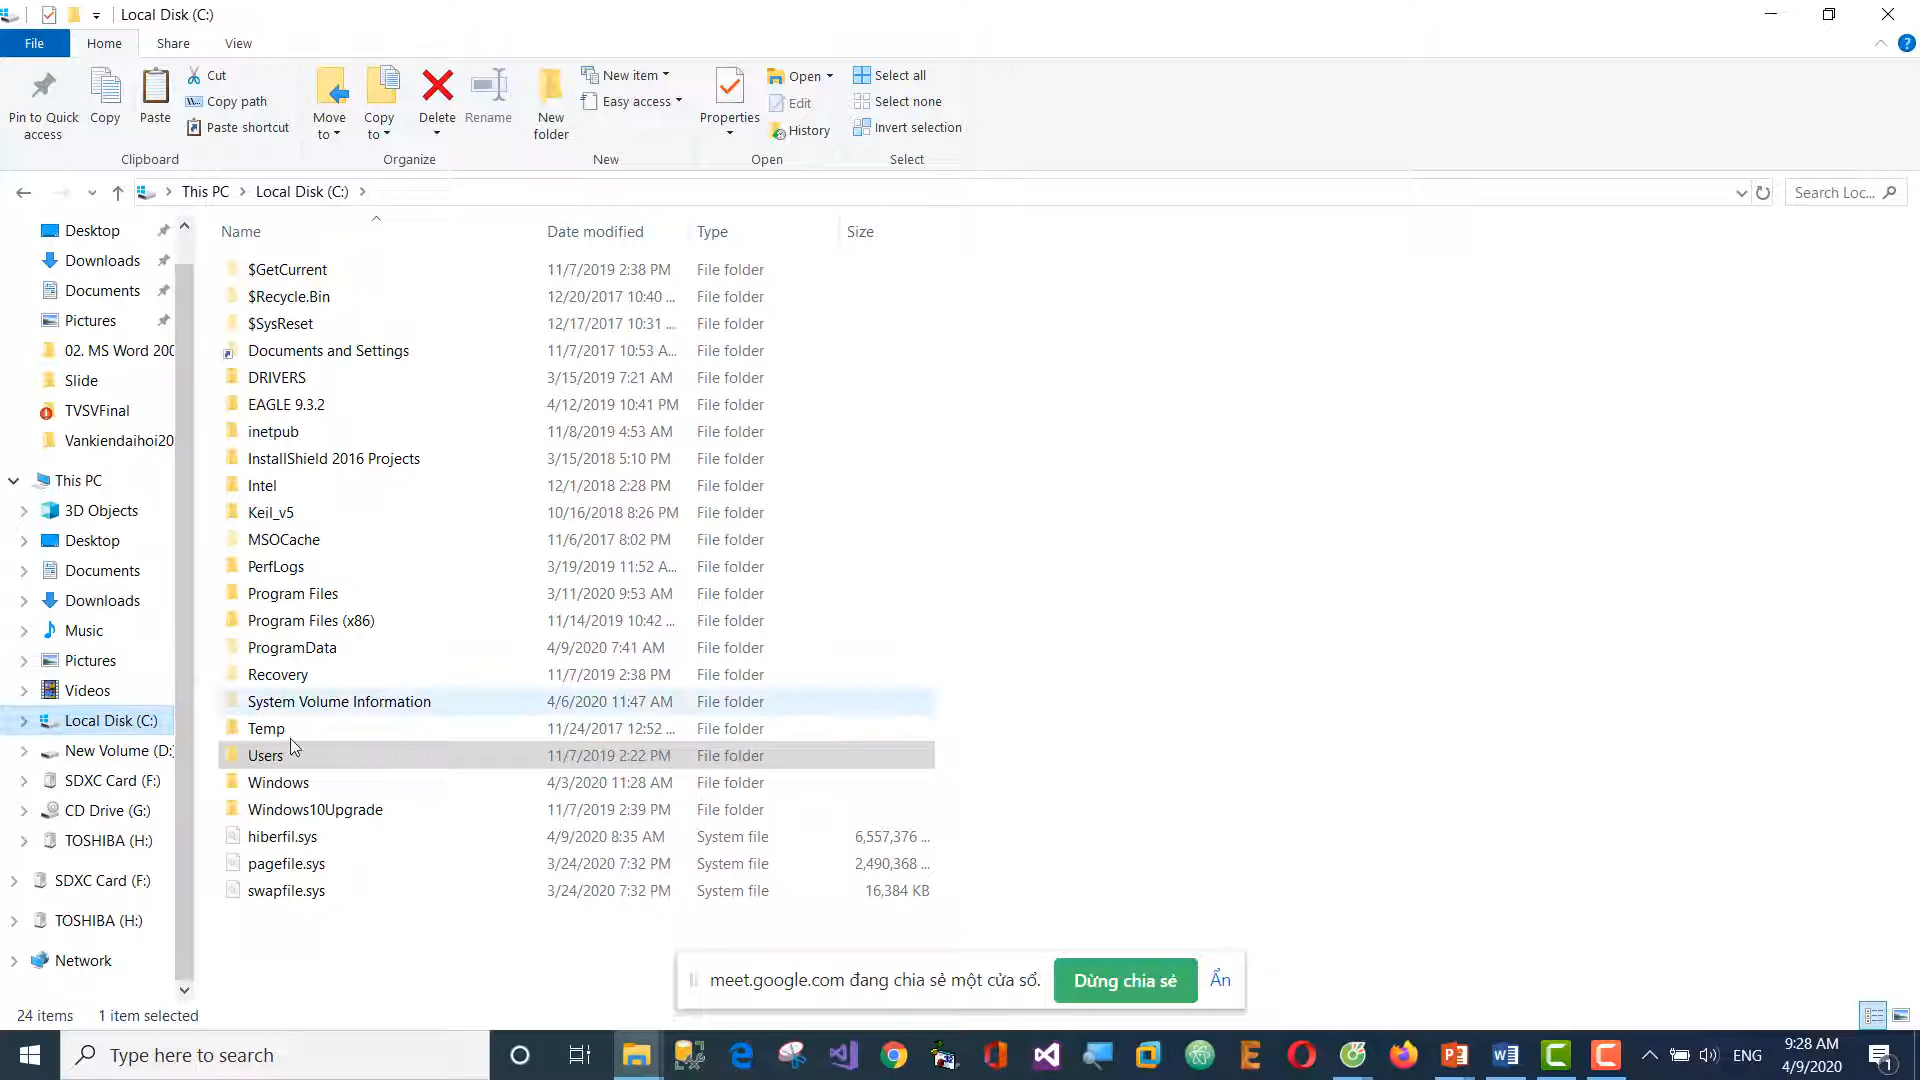 Local Disk (C:)
File Home Share View
Pin to Quick access
Copy
Paste
Cut
Copy path
Paste shortcut
Clipboard
Move to
Copy to
Delete
Rename
Organize
New folder
New item
Easy access
New
Properties
Open
Edit
History
Open
Select all
Select none
Invert selection
Select
This PC Local Disk (C:)
Search Loc...
Desktop
Downloads
Documents
Pictures
02. MS Word 200
Slide
TVSVFinal
Vankiendaihoi20
This PC
3D Objects
Desktop
Documents
Downloads
Music
Pictures
Videos
Local Disk (C:)
New Volume (D:)
SDXC Card (F:)
CD Drive (G:)
TOSHIBA (H:)
SDXC Card (F:)
TOSHIBA (H:)
Network
Name Date modified Type Size
$GetCurrent 11/7/2019 2:38 PM File folder
$Recycle.Bin 12/20/2017 10:40 ... File folder
$SysReset 12/17/2017 10:31 ... File folder
Documents and Settings 11/7/2017 10:53 A... File folder
DRIVERS 3/15/2019 7:21 AM File folder
EAGLE 9.3.2 4/12/2019 10:41 PM File folder
inetpub 11/8/2019 4:53 AM File folder
InstallShield 2016 Projects 3/15/2018 5:10 PM File folder
Intel 12/1/2018 2:28 PM File folder
Keil_v5 10/16/2018 8:26 PM File folder
MSOCache 11/6/2017 8:02 PM File folder
PerfLogs 3/19/2019 11:52 A... File folder
Program Files 3/11/2020 9:53 AM File folder
Program Files (x86) 11/14/2019 10:42 ... File folder
ProgramData 4/9/2020 7:41 AM File folder
Recovery 11/7/2019 2:38 PM File folder
System Volume Information 4/6/2020 11:47 AM File folder
Temp 11/24/2017 12:52 ... File folder
Users 11/7/2019 2:22 PM File folder
Windows 4/3/2020 11:28 AM File folder
Windows10Upgrade 11/7/2019 2:39 PM File folder
hiberfil.sys 4/9/2020 8:35 AM System file 6,557,376 ...
pagefile.sys 3/24/2020 7:32 PM System file 2,490,368 ...
swapfile.sys 3/24/2020 7:32 PM System file 16,384 KB
meet.google.com đang chia sẻ một cửa sổ. Dừng chia sẻ Ẩn
24 items 1 item selected
Type here to search
ENG
9:28 AM
4/9/2020
1